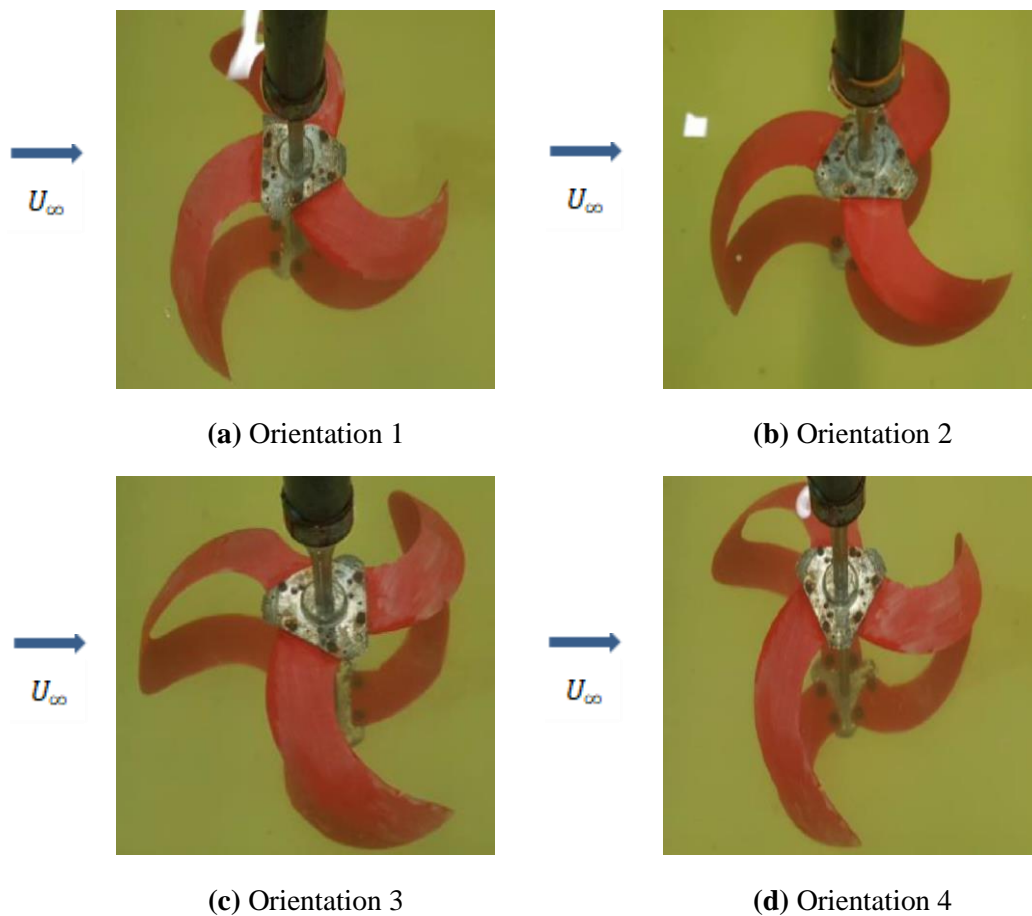 U∞
U∞
(a) Orientation 1
(b) Orientation 2
U∞
U∞
(c) Orientation 3
(d) Orientation 4